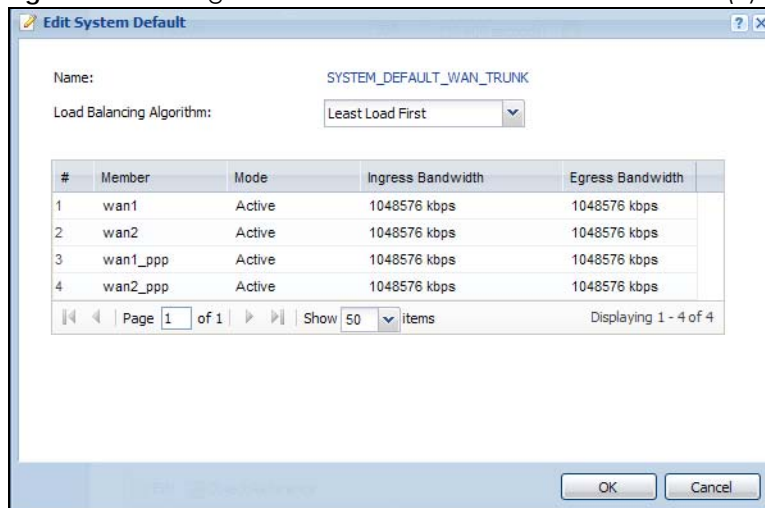 Edit System Default
Name: SYSTEM_DEFAULT_WAN_TRUNK
Load Balancing Algorithm: Least Load First
# Member Mode Ingress Bandwidth Egress Bandwidth
1 wan1 Active 1048576 kbps 1048576 kbps
2 wan2 Active 1048576 kbps 1048576 kbps
3 wan1_ppp Active 1048576 kbps 1048576 kbps
4 wan2_ppp Active 1048576 kbps 1048576 kbps
Page 1 of 1 Show 50 items Displaying 1 - 4 of 4
OK Cancel